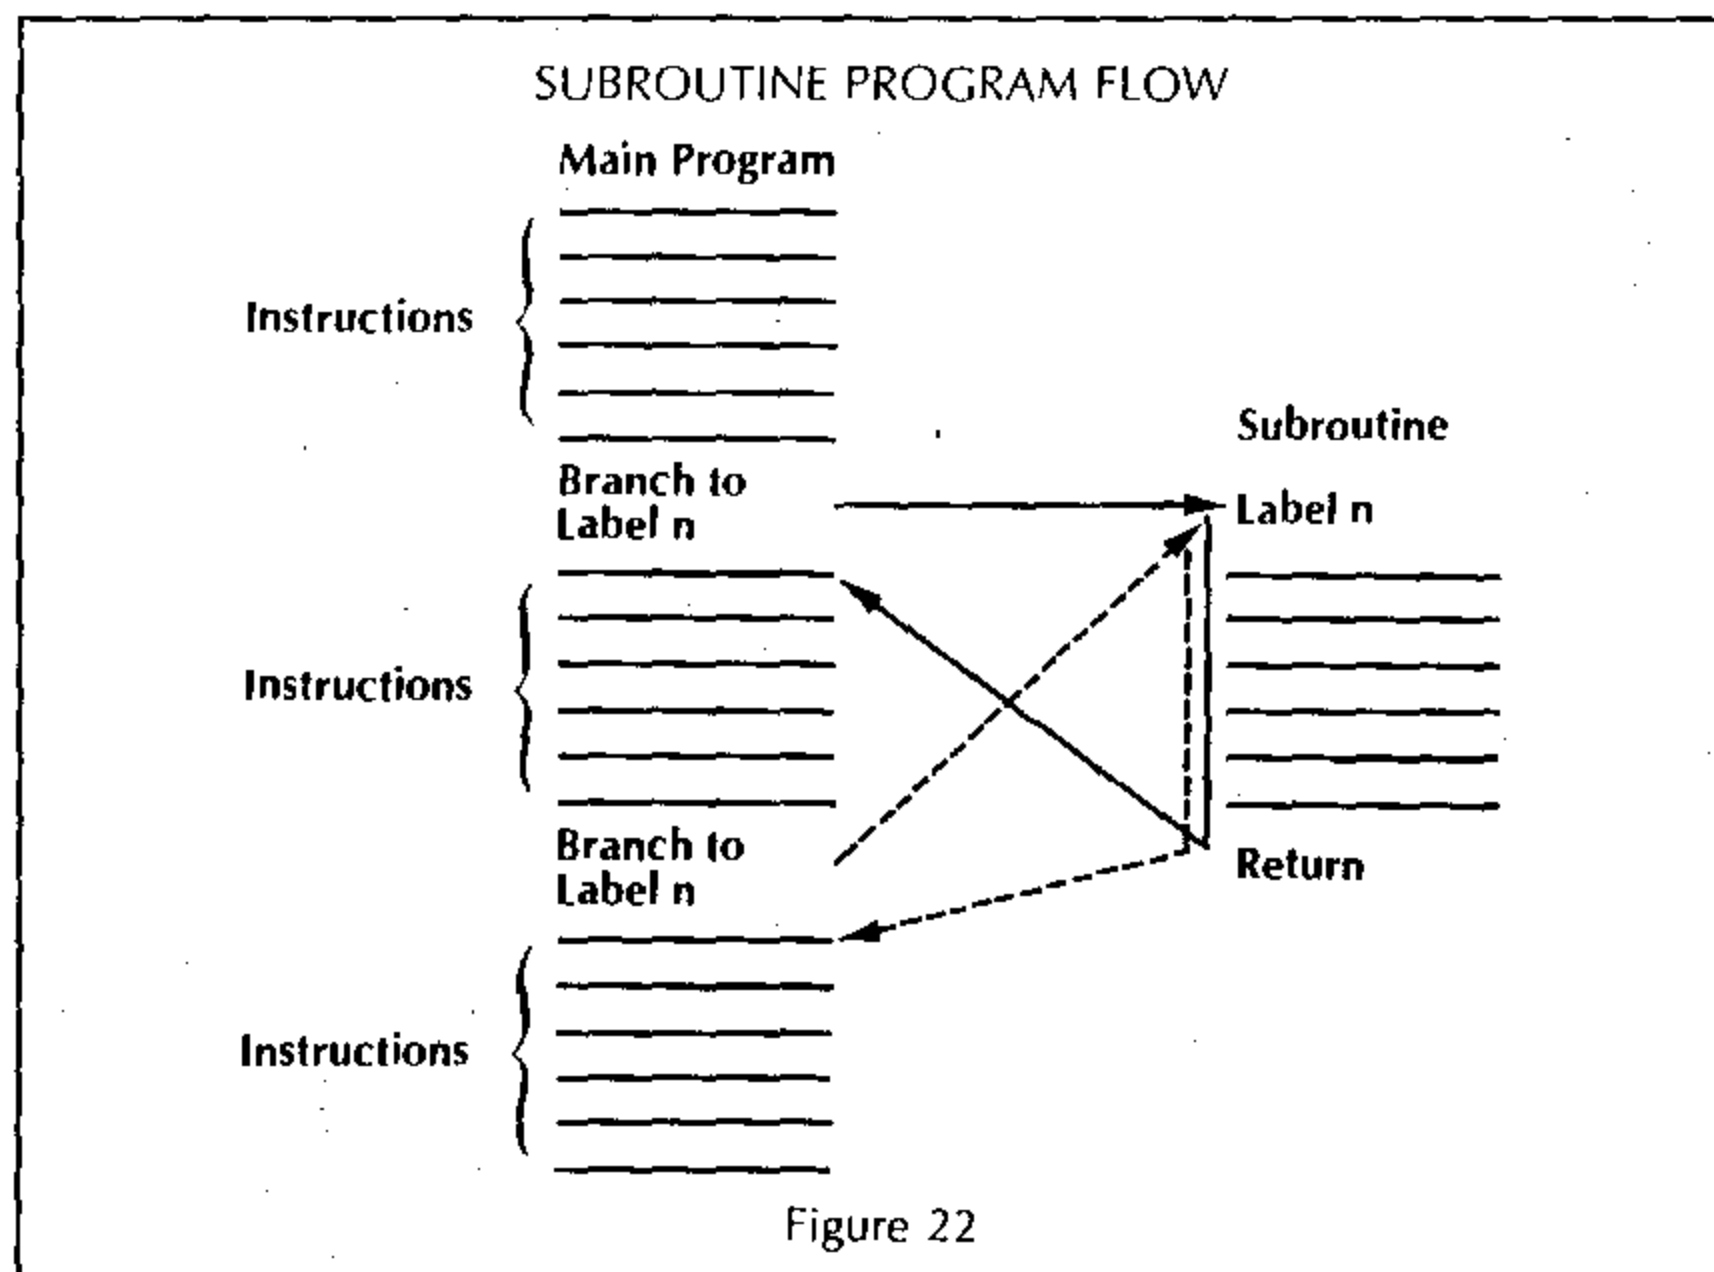 SUBROUTINE PROGRAM FLOW
Main Program
Instructions
Branch to
Label n
Instructions
Branch to
Label n
Instructions
Subroutine
Label n
Return
Figure 22